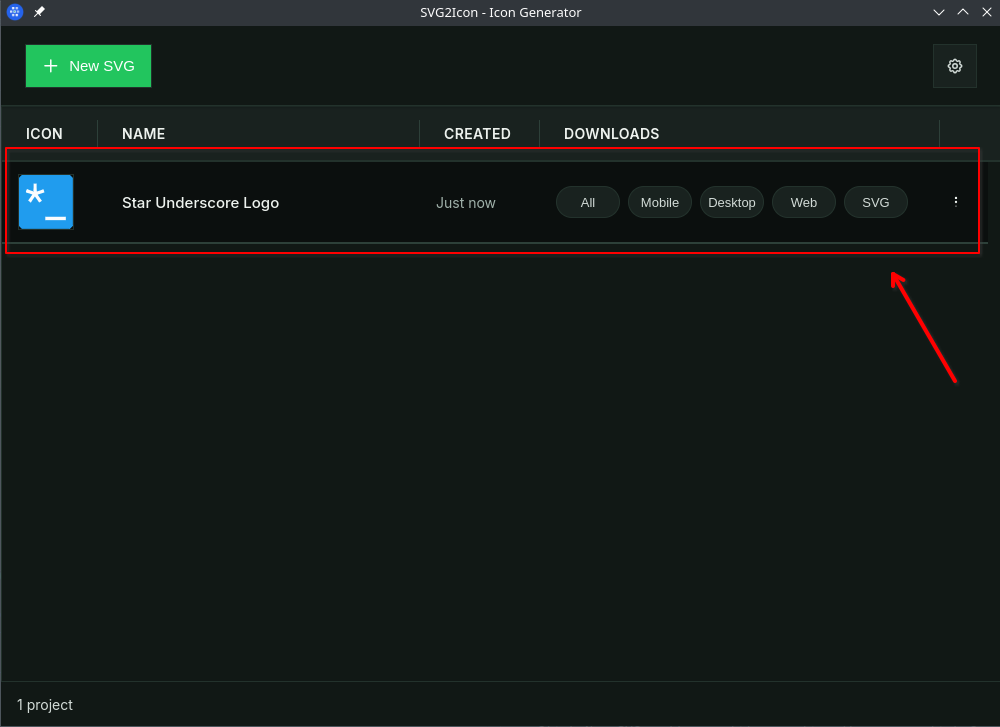 SVG2Icon - Icon Generator
New SVG
ICON NAME CREATED DOWNLOADS
*_ Star Underscore Logo Just now All Mobile Desktop Web SVG
1 project